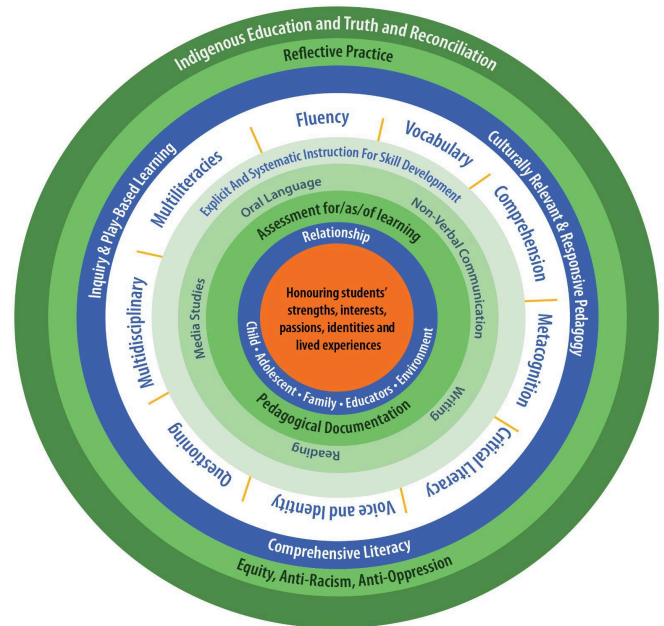 Indigenous Education and Truth and Reconciliation
Reflective Practice
Inquiry & Play-Based Learning
Culturally Relevant & Responsive Pedagogy
Fluency
Vocabulary
Comprehension
Metacognition
Critical Literacy
Voice and Identity
Questioning
Multidisciplinary
Multiliteracies
Explicit And Systematic Instruction For Skill Development
Oral Language
Non-Verbal Communication
Writing
Reading
Media Studies
Assessment for/as/of learning
Relationship
Honouring students'
strengths, interests,
passions, identities and
lived experiences
Child • Adolescent • Family • Educators • Environment
Pedagogical Documentation
Comprehensive Literacy
Equity, Anti-Racism, Anti-Oppression